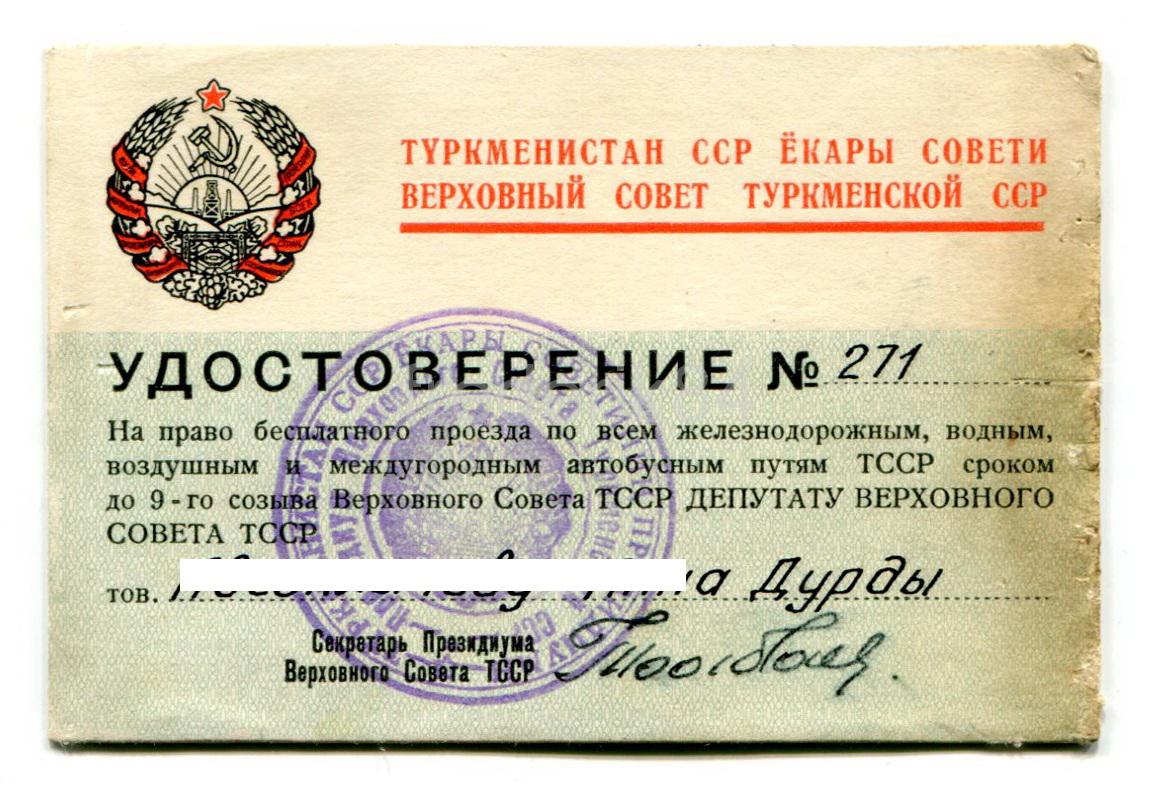 ТҮРКМЕНИСТАН ССР ЁКАРЫ СОВЕТИ
ВЕРХОВНЫЙ СОВЕТ ТУРКМЕНСКОЙ ССР
УДОСТОВЕРЕНИЕ № 271
На право бесплатного проезда по всем железнодорожным, водным,
воздушным и междугородным автобусным путям ТССР сроком
до 9-го созыва Верховного Совета ТССР ДЕПУТАТУ ВЕРХОВНОГО
СОВЕТА ТССР
тов. Дурды
Секретарь Президиума
Верховного Совета ТССР